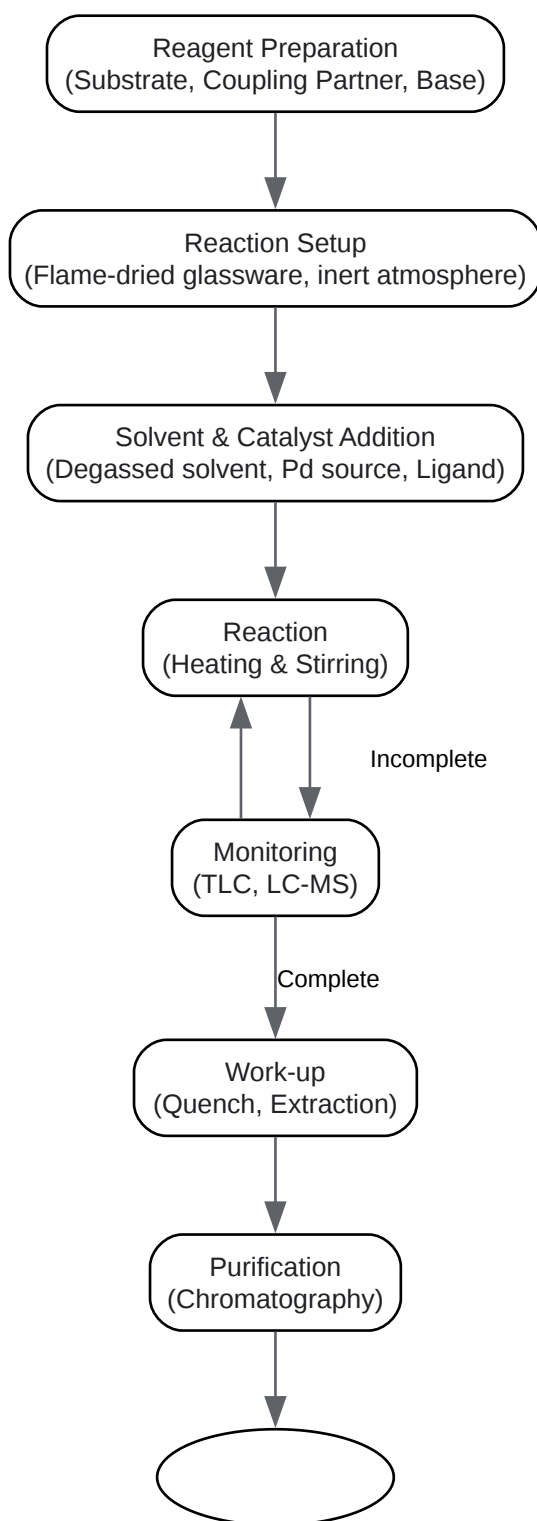 Reagent Preparation
(Substrate, Coupling Partner, Base)
Reaction Setup
(Flame-dried glassware, inert atmosphere)
Solvent & Catalyst Addition
(Degassed solvent, Pd source, Ligand)
Reaction
(Heating & Stirring)
Incomplete
Monitoring
(TLC, LC-MS)
Complete
Work-up
(Quench, Extraction)
Purification
(Chromatography)